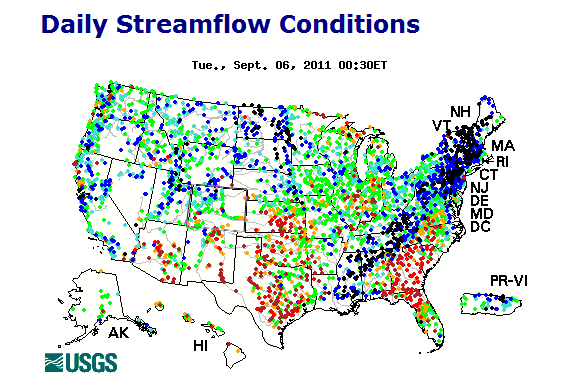 Daily Streamflow Conditions
Tue., Sept. 06, 2011 00:30ET
NH
VT
MA
RI
CT
NJ
DE
MD
DC
PR-VI
AK
HI
USGS